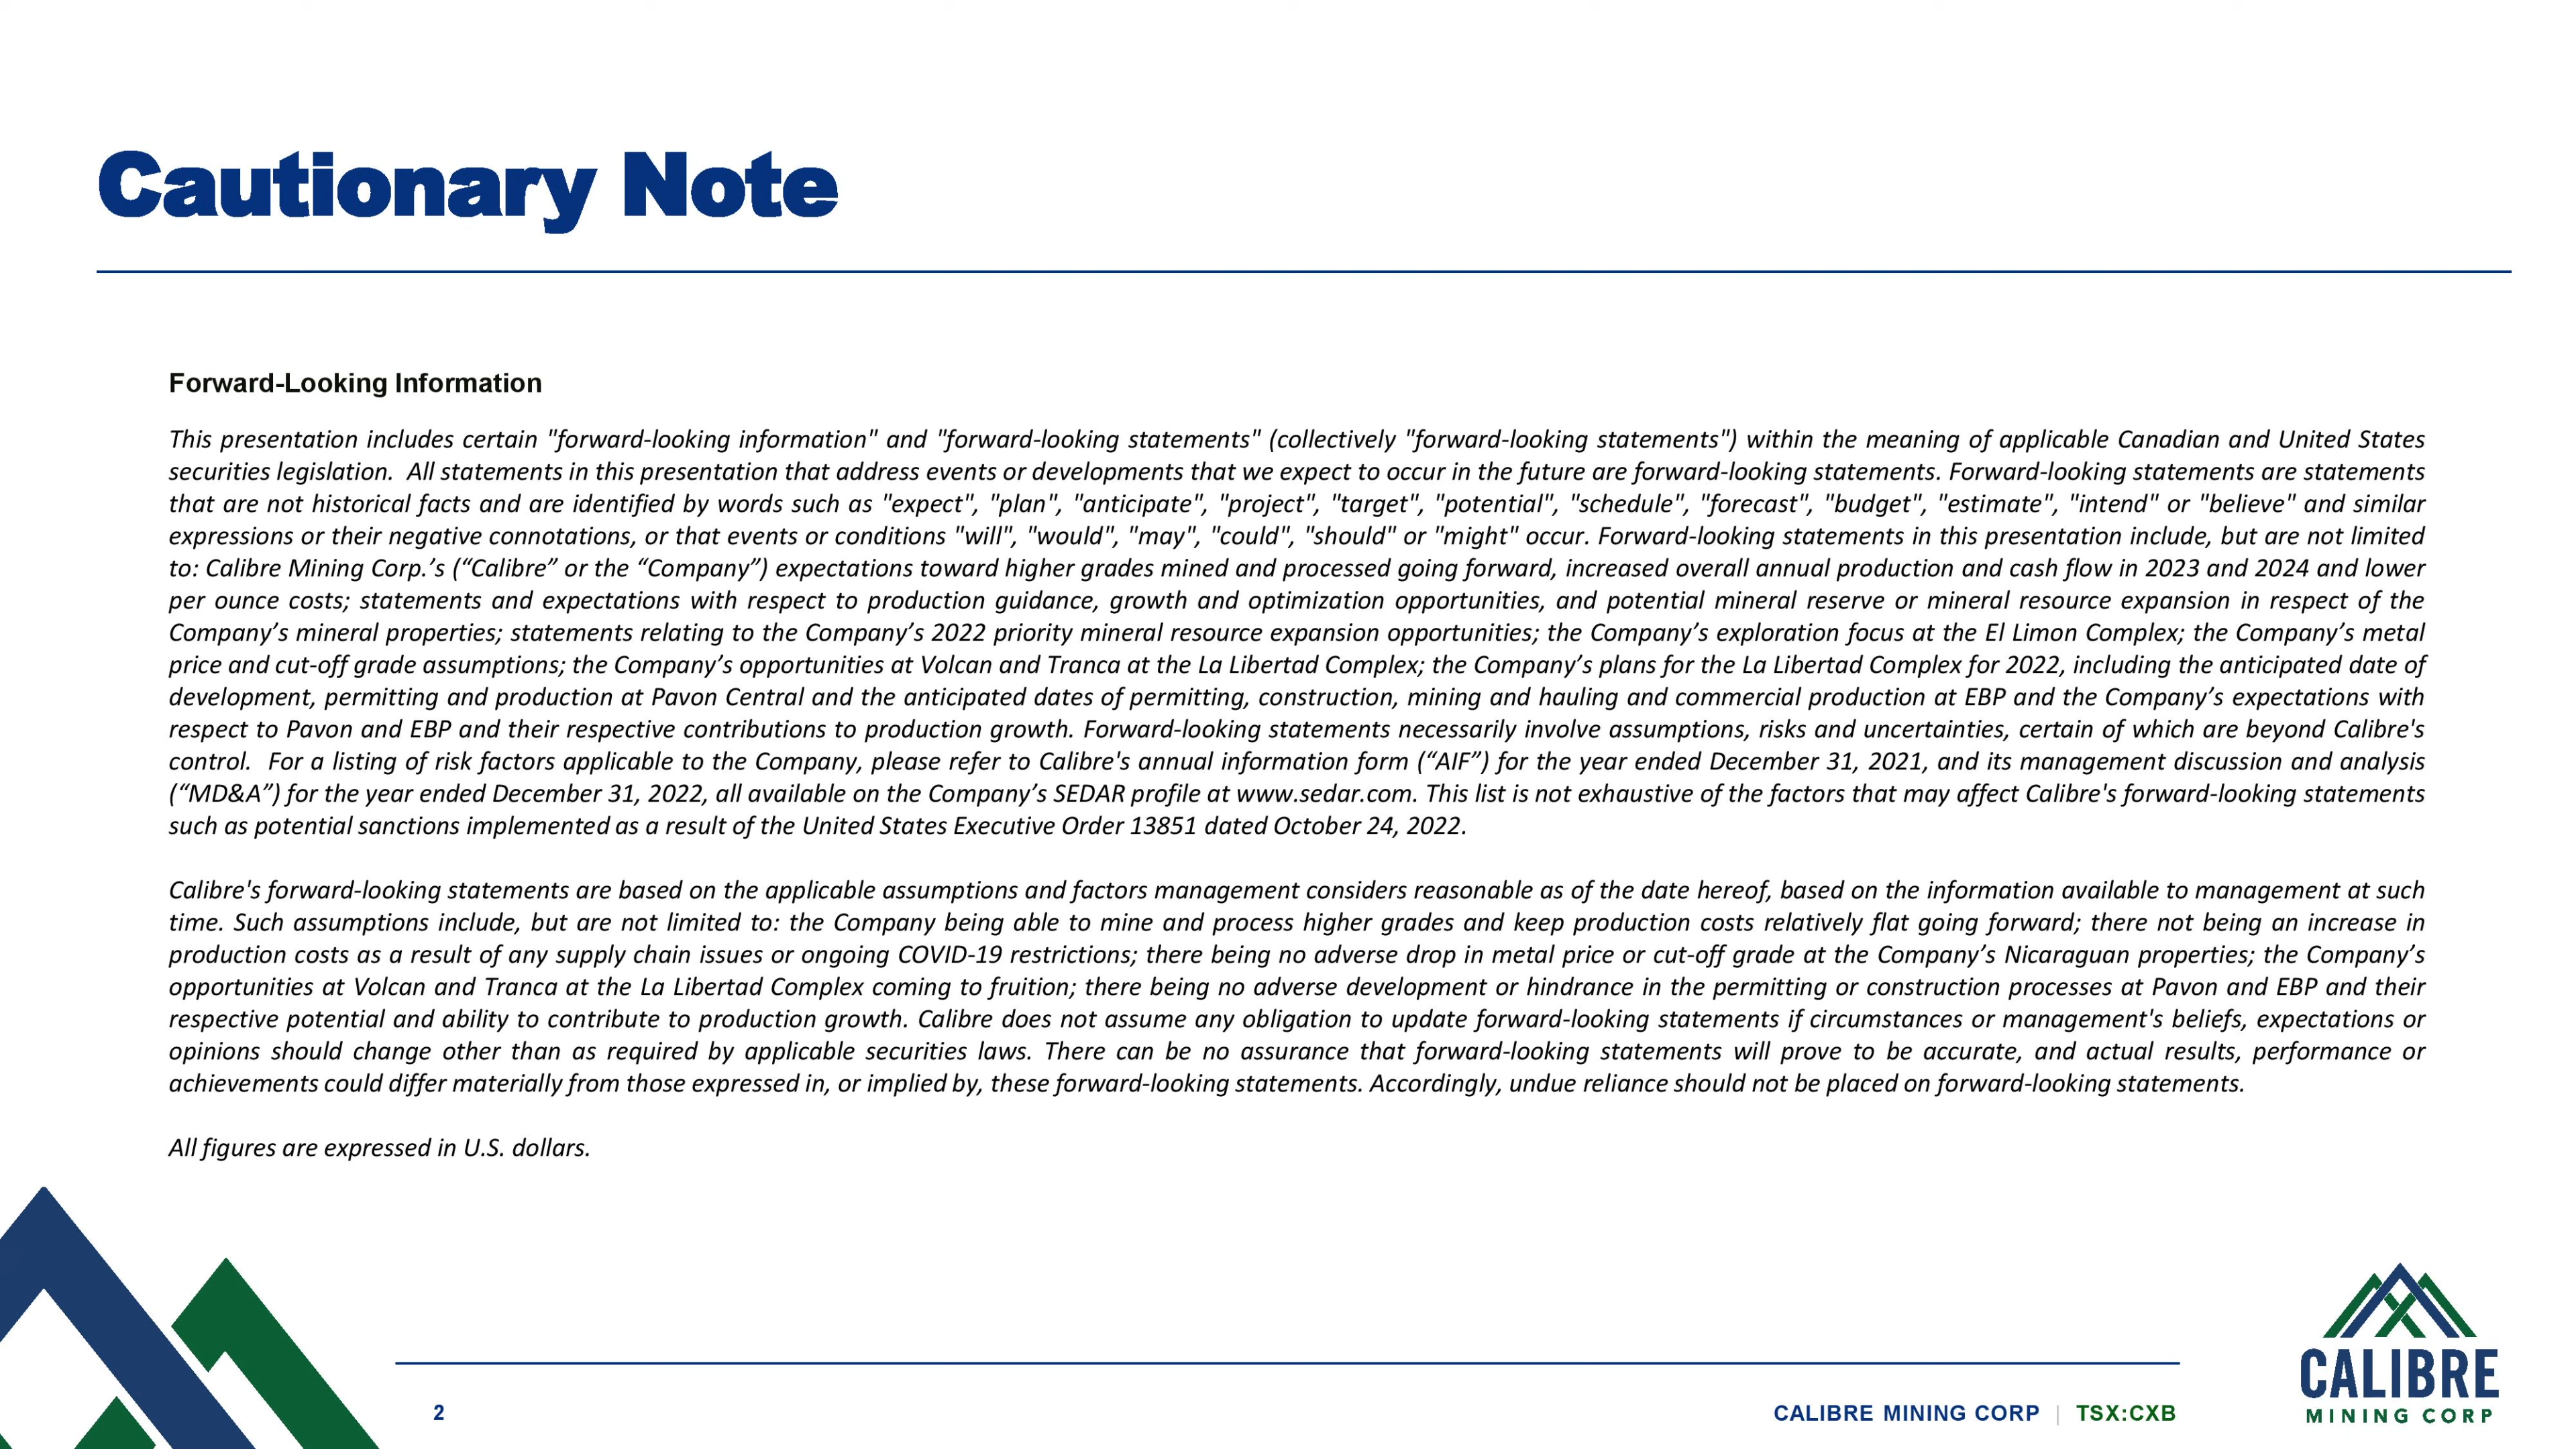 Cautionary Note
Forward-Looking Information
This presentation includes certain "forward-looking information" and "forward-looking statements" (collectively "forward-looking statements") within the meaning of applicable Canadian and United States
securities legislation.  All statements in this presentation that address events or developments that we expect to occur in the future are forward-looking statements. Forward-looking statements are statements
that are not historical facts and are identified by words such as "expect", "plan", "anticipate", "project", "target", "potential", "schedule", "forecast", "budget", "estimate", "intend" or "believe" and similar
expressions or their negative connotations, or that events or conditions "will", "would", "may", "could", "should" or "might" occur. Forward-looking statements in this presentation include, but are not limited
to: Calibre Mining Corp.’s (“Calibre” or the “Company”) expectations toward higher grades mined and processed going forward, increased overall annual production and cash flow in 2023 and 2024 and lower
per ounce costs; statements and expectations with respect to production guidance, growth and optimization opportunities, and potential mineral reserve or mineral resource expansion in respect of the
Company’s mineral properties; statements relating to the Company’s 2022 priority mineral resource expansion opportunities; the Company’s exploration focus at the El Limon Complex; the Company’s metal
price and cut-off grade assumptions; the Company’s opportunities at Volcan and Tranca at the La Libertad Complex; the Company’s plans for the La Libertad Complex for 2022, including the anticipated date of
development, permitting and production at Pavon Central and the anticipated dates of permitting, construction, mining and hauling and commercial production at EBP and the Company’s expectations with
respect to Pavon and EBP and their respective contributions to production growth. Forward-looking statements necessarily involve assumptions, risks and uncertainties, certain of which are beyond Calibre's
control.  For a listing of risk factors applicable to the Company, please refer to Calibre's annual information form (“AIF”) for the year ended December 31, 2021, and its management discussion and analysis
(“MD&A”) for the year ended December 31, 2022, all available on the Company’s SEDAR profile at www.sedar.com. This list is not exhaustive of the factors that may affect Calibre's forward-looking statements
such as potential sanctions implemented as a result of the United States Executive Order 13851 dated October 24, 2022.
Calibre's forward-looking statements are based on the applicable assumptions and factors management considers reasonable as of the date hereof, based on the information available to management at such
time. Such assumptions include, but are not limited to: the Company being able to mine and process higher grades and keep production costs relatively flat going forward; there not being an increase in
production costs as a result of any supply chain issues or ongoing COVID-19 restrictions; there being no adverse drop in metal price or cut-off grade at the Company’s Nicaraguan properties; the Company’s
opportunities at Volcan and Tranca at the La Libertad Complex coming to fruition; there being no adverse development or hindrance in the permitting or construction processes at Pavon and EBP and their
respective potential and ability to contribute to production growth. Calibre does not assume any obligation to update forward-looking statements if circumstances or management's beliefs, expectations or
opinions should change other than as required by applicable securities laws. There can be no assurance that forward-looking statements will prove to be accurate, and actual results, performance or
achievements could differ materially from those expressed in, or implied by, these forward-looking statements. Accordingly, undue reliance should not be placed on forward-looking statements.
All figures are expressed in U.S. dollars.
2
CALIBRE MINING CORP | TSX:CXB
CALIBRE
MINING CORP